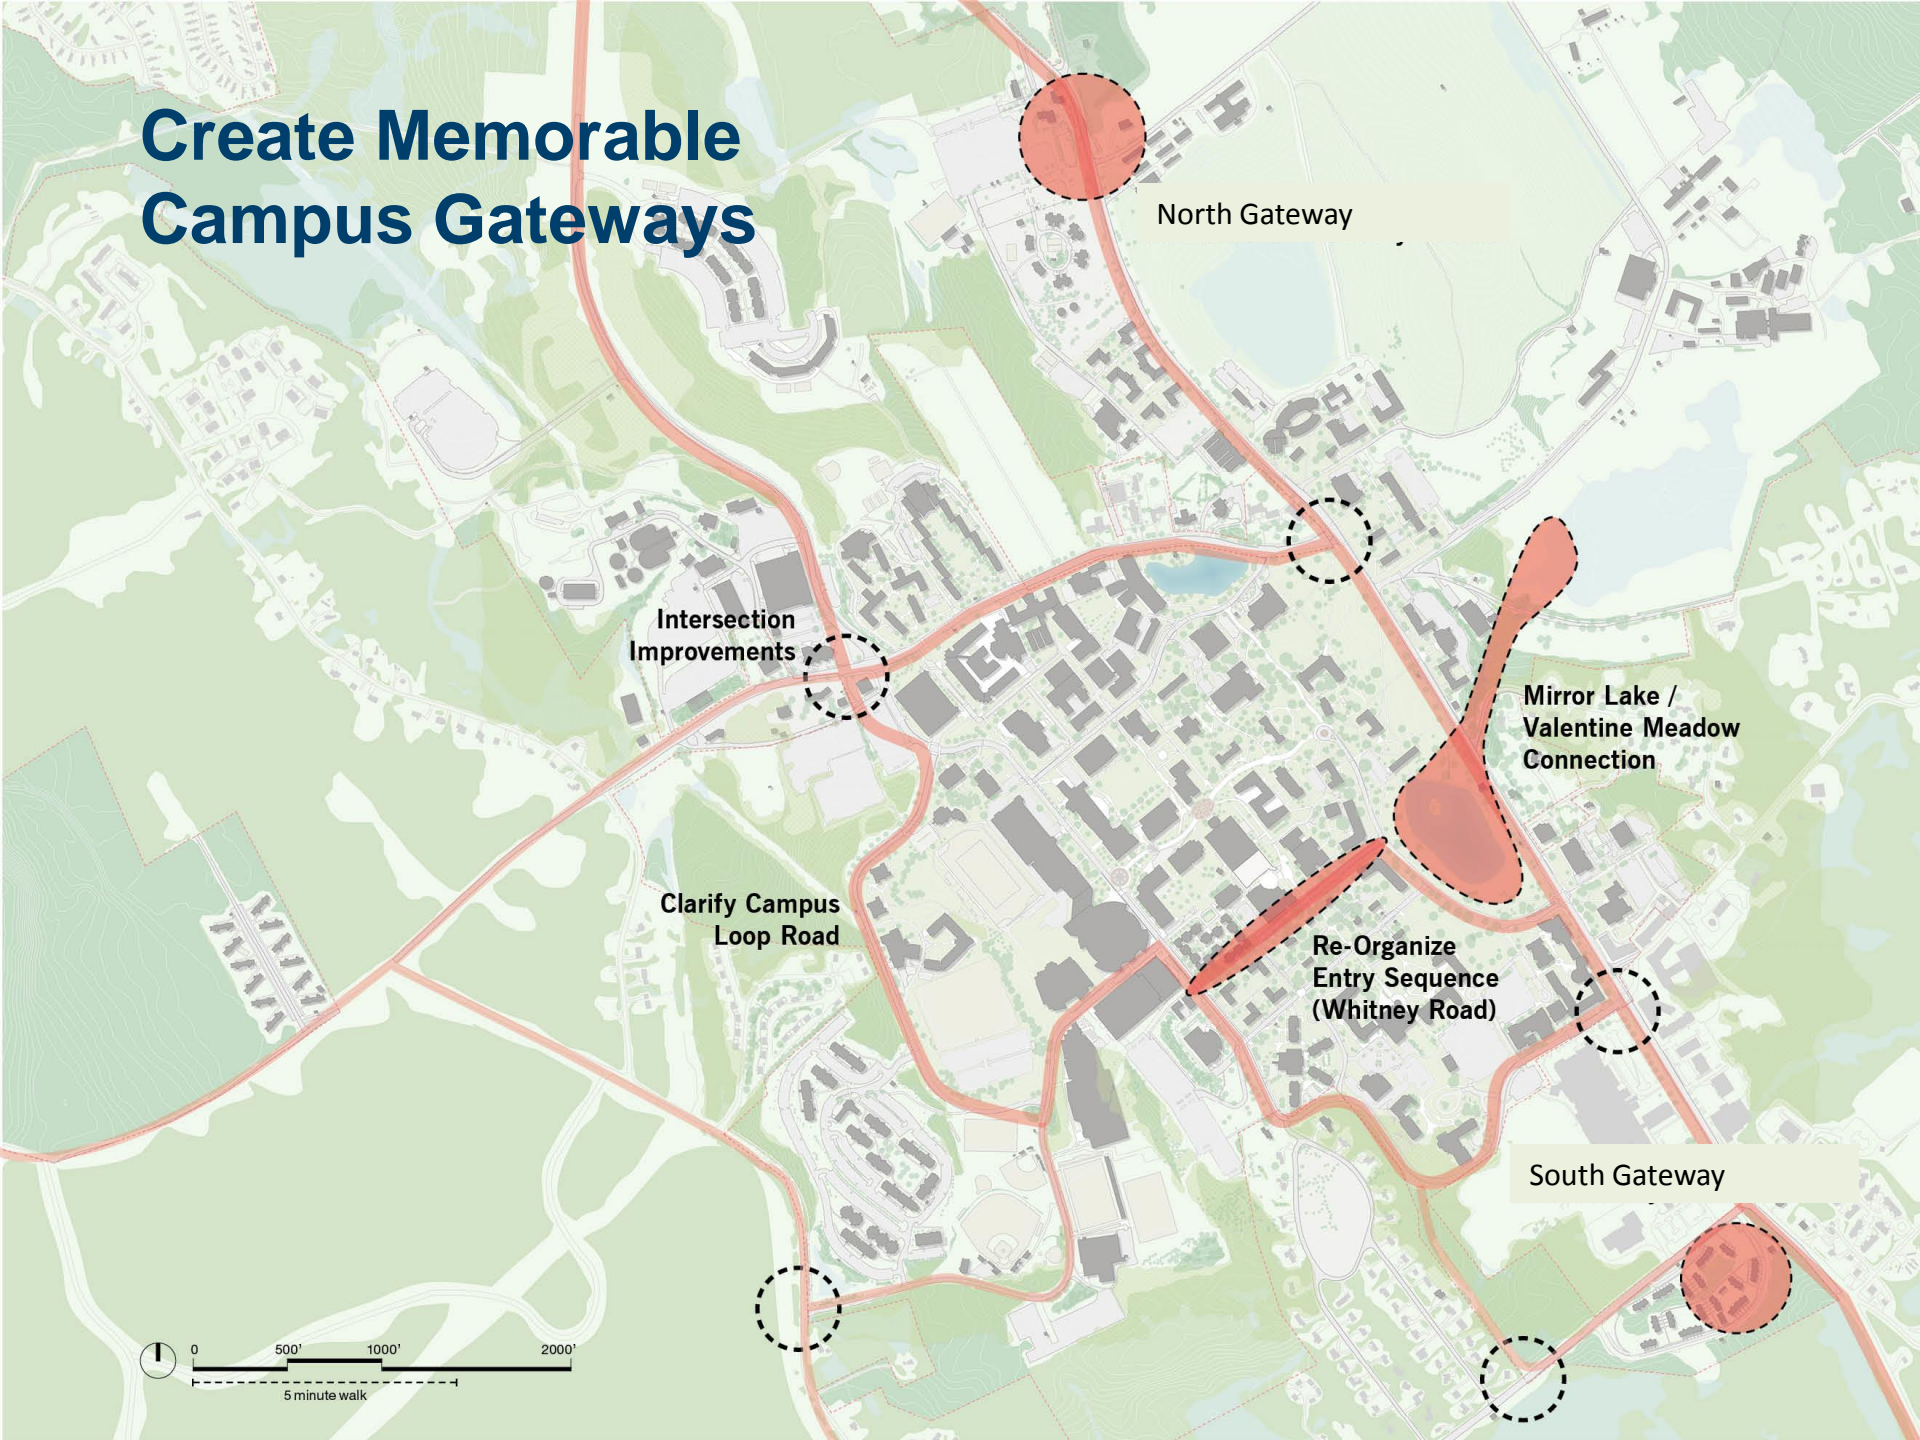 Create Memorable
Campus Gateways
North Gateway
Intersection
Improvements
Mirror Lake /
Valentine Meadow
Connection
Clarify Campus
Loop Road
Re-Organize
Entry Sequence
(Whitney Road)
South Gateway
0 500' 1000' 2000'
5 minute walk